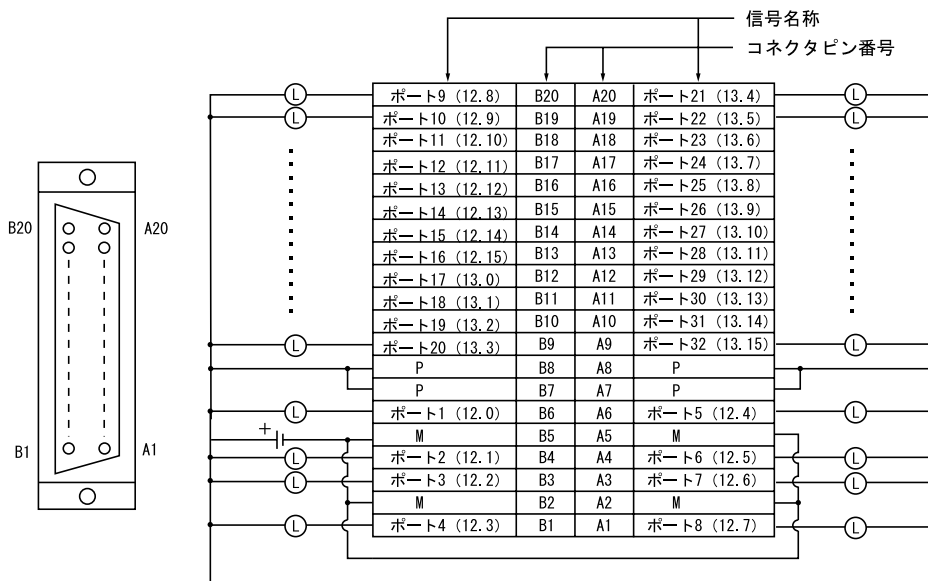 信号名称
コネクタピン番号
L ポート9 (12.8) B20 A20 ポート21 (13.4) L
L ポート10 (12.9) B19 A19 ポート22 (13.5) L
ポート11 (12.10) B18 A18 ポート23 (13.6)
ポート12 (12.11) B17 A17 ポート24 (13.7)
ポート13 (12.12) B16 A16 ポート25 (13.8)
ポート14 (12.13) B15 A15 ポート26 (13.9)
ポート15 (12.14) B14 A14 ポート27 (13.10)
ポート16 (12.15) B13 A13 ポート28 (13.11)
ポート17 (13.0) B12 A12 ポート29 (13.12)
ポート18 (13.1) B11 A11 ポート30 (13.13)
ポート19 (13.2) B10 A10 ポート31 (13.14)
L ポート20 (13.3) B9 A9 ポート32 (13.15) L
P B8 A8 P
P B7 A7 P
L ポート1 (12.0) B6 A6 ポート5 (12.4) L
+ M B5 A5 M
L ポート2 (12.1) B4 A4 ポート6 (12.5) L
L ポート3 (12.2) B3 A3 ポート7 (12.6) L
M B2 A2 M
L ポート4 (12.3) B1 A1 ポート8 (12.7) L
B20 A20
B1 A1